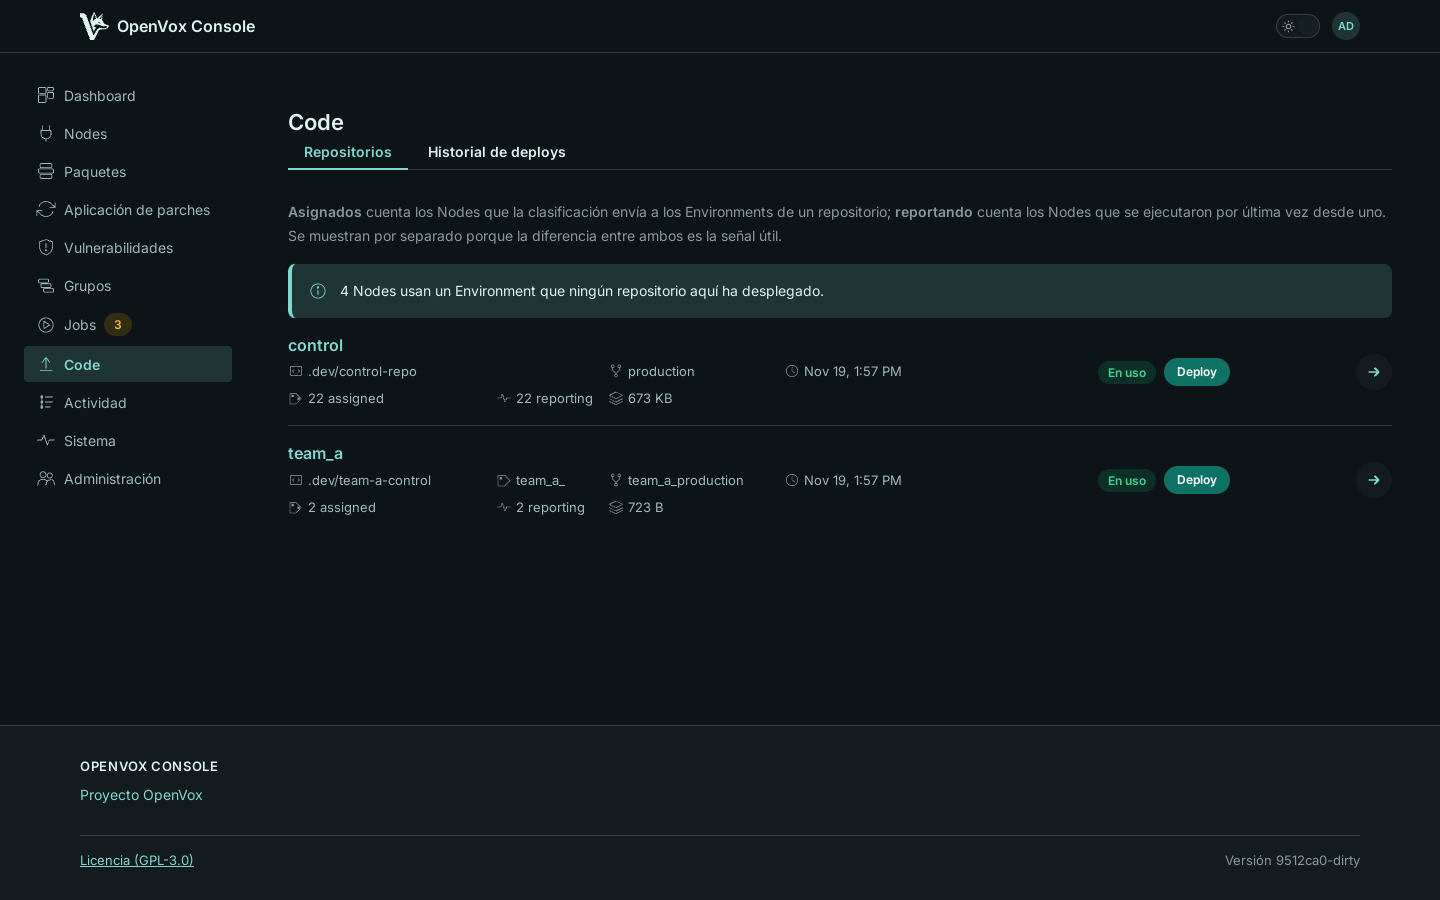 OpenVox Console
AD
Dashboard
Nodes
Paquetes
Aplicación de parches
Vulnerabilidades
Grupos
Jobs 3
Code
Actividad
Sistema
Administración
Code
Repositorios Historial de deploys
Asignados cuenta los Nodes que la clasificación envía a los Environments de un repositorio; reportando cuenta los Nodes que se ejecutaron por última vez desde uno.
Se muestran por separado porque la diferencia entre ambos es la señal útil.
4 Nodes usan un Environment que ningún repositorio aquí ha desplegado.
control
.dev/control-repo production Nov 19, 1:57 PM En uso Deploy
22 assigned 22 reporting 673 KB
team_a
.dev/team-a-control team_a_ team_a_production Nov 19, 1:57 PM En uso Deploy
2 assigned 2 reporting 723 B
OPENVOX CONSOLE
Proyecto OpenVox
Licencia (GPL-3.0) Versión 9512ca0-dirty